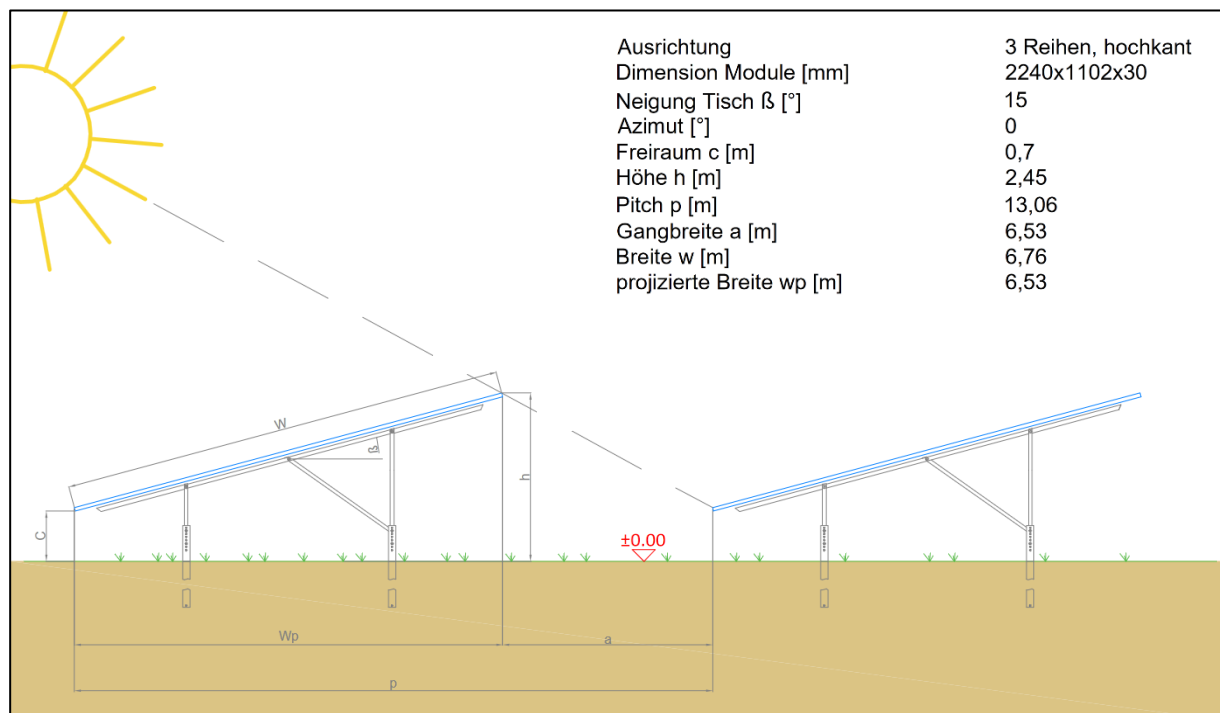 Ausrichtung 3 Reihen, hochkant
Dimension Module [mm] 2240x1102x30
Neigung Tisch ß [°] 15
Azimut [°] 0
Freiraum c [m] 0,7
Höhe h [m] 2,45
Pitch p [m] 13,06
Gangbreite a [m] 6,53
Breite w [m] 6,76
projizierte Breite wp [m] 6,53
W
ß
h
C
±0.00
Wp
a
p